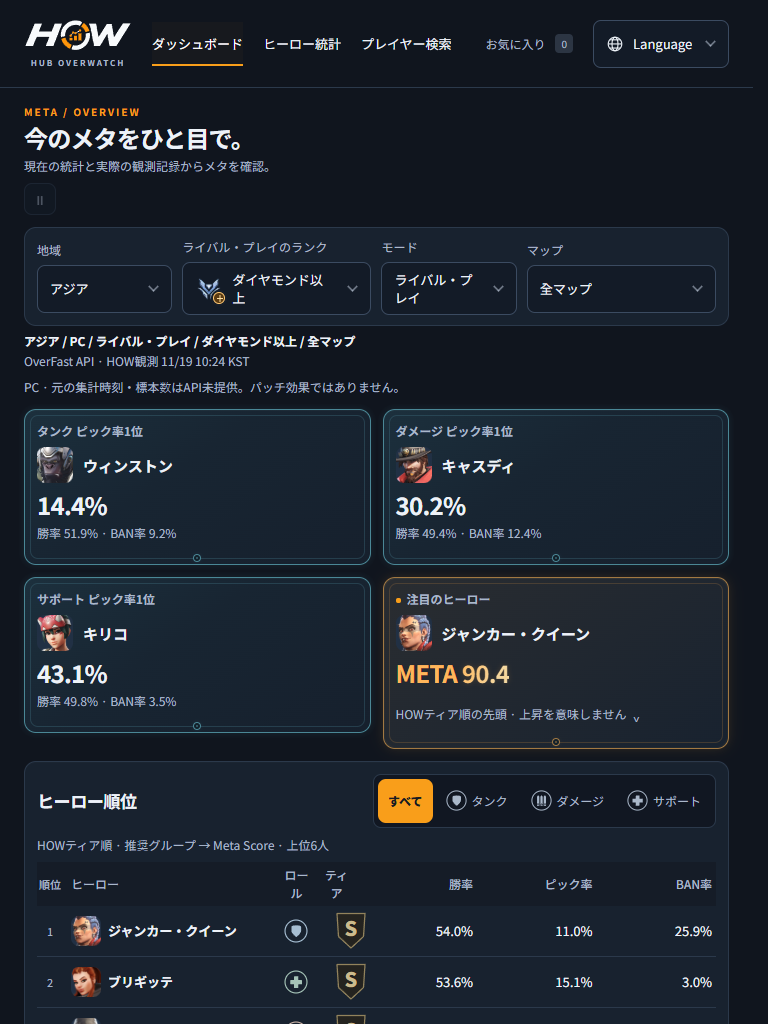 HOW
HUB OVERWATCH
ダッシュボード ヒーロー統計 プレイヤー検索 お気に入り 0 Language
META / OVERVIEW
今のメタをひと目で。
現在の統計と実際の観測記録からメタを確認。
地域 ライバル・プレイのランク モード マップ
アジア ダイヤモンド以上 ライバル・プレイ 全マップ
アジア / PC / ライバル・プレイ / ダイヤモンド以上 / 全マップ
OverFast API · HOW観測 11/19 10:24 KST
PC · 元の集計時刻・標本数はAPI未提供。パッチ効果ではありません。
タンク ピック率1位
ウィンストン
14.4%
勝率 51.9% · BAN率 9.2%
ダメージ ピック率1位
キャスディ
30.2%
勝率 49.4% · BAN率 12.4%
サポート ピック率1位
キリコ
43.1%
勝率 49.8% · BAN率 3.5%
注目のヒーロー
ジャンカー・クイーン
META 90.4
HOWティア順の先頭 · 上昇を意味しません
ヒーロー順位
すべて タンク ダメージ サポート
HOWティア順 · 推奨グループ → Meta Score · 上位6人
順位 ヒーロー ロール ティア 勝率 ピック率 BAN率
1 ジャンカー・クイーン S 54.0% 11.0% 25.9%
2 ブリギッテ S 53.6% 15.1% 3.0%